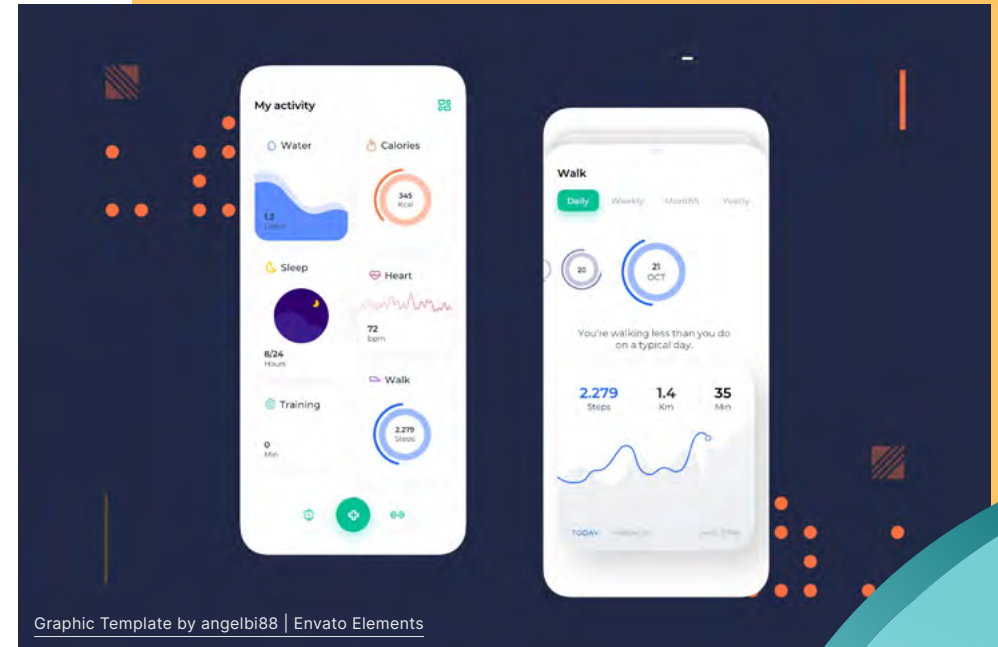 My activity
Water
Calories
345
Kcal
1.2
Sleep
Heart
72
bpm
8/24
Hours
Walk
Training
2.279
Steps
0
Min
Walk
Daily
Weekly
Yearly
20
21
OCT
You're walking less than you do
on a typical day.
2.279
1.4
35
Steps
Km
Min
TODAY
Graphic Template by angelbi88 | Envato Elements